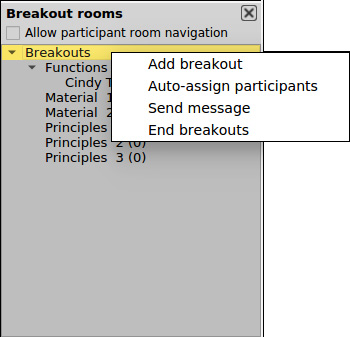 Breakout rooms
Allow participant room navigation
Breakouts
Add breakout
Functions
Auto-assign participants
Cindy T
Material 1
Send message
Material 2
Principles
End breakouts
Principles 2 (0)
Principles 3 (0)